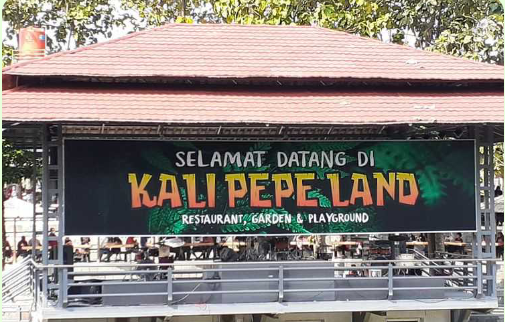 SELAMAT DATANG DI
KALI PEPE LAND
RESTAURANT, GARDEN & PLAYGROUND